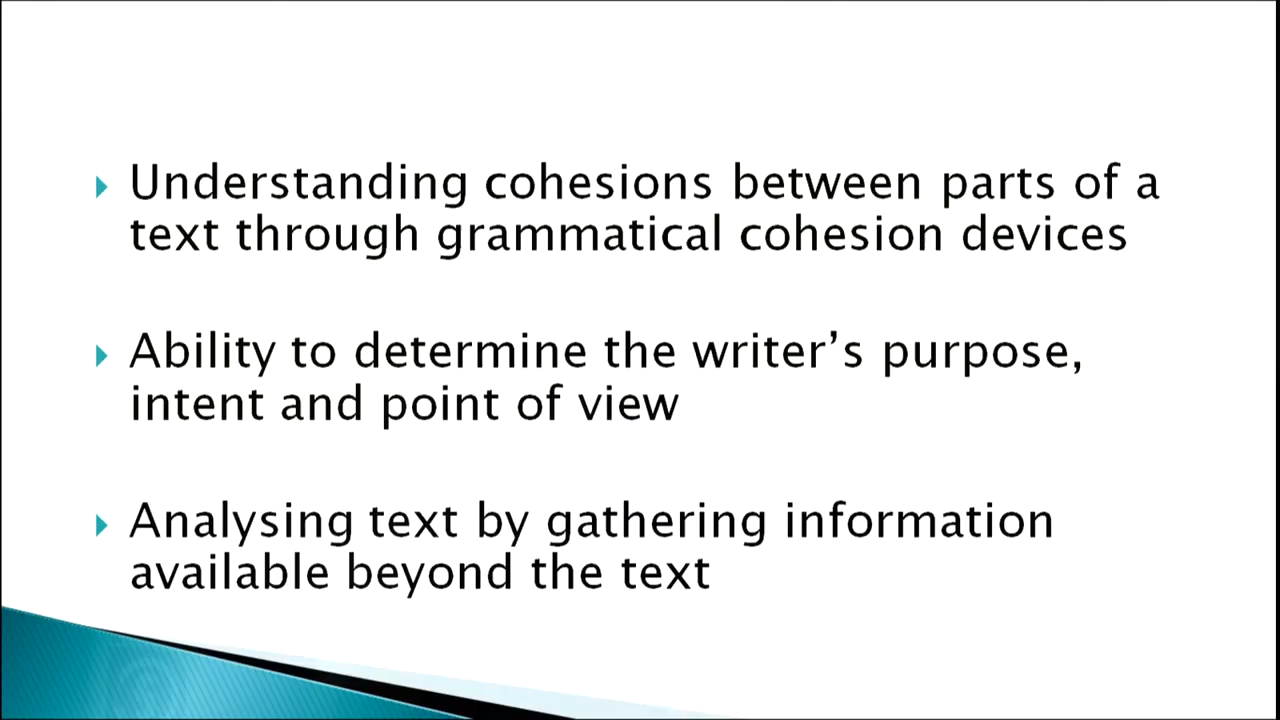 Understanding cohesions between parts of a
text through grammatical cohesion devices
Ability to determine the writer’s purpose,
intent and point of view
Analysing text by gathering information
available beyond the text